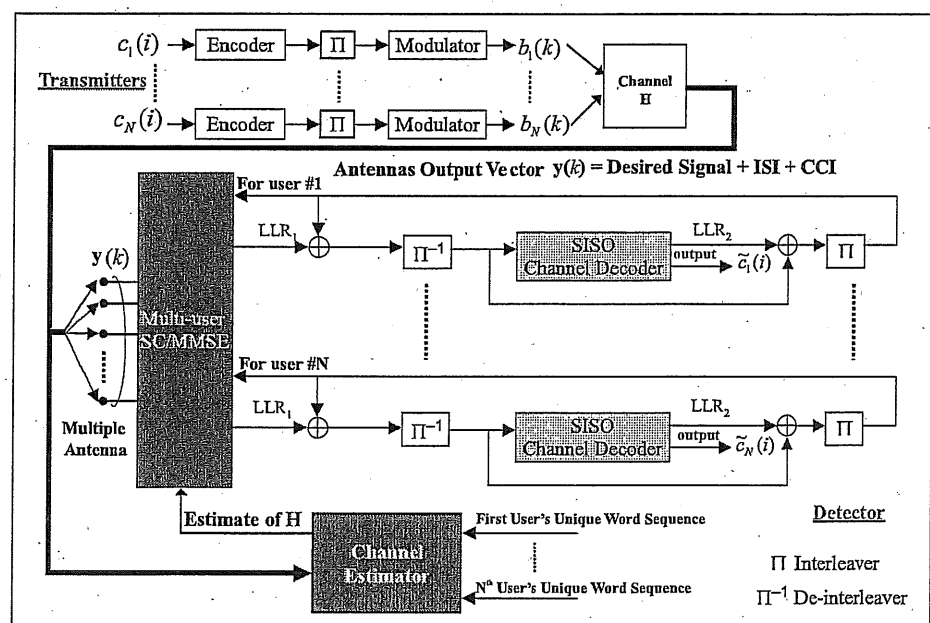 c₁(i) Encoder Π Modulator b₁(k)
Transmitters
Channel
H
c_N(i) Encoder Π Modulator b_N(k)
Antennas Output Vector y(k) = Desired Signal + ISI + CCI
For user #1
LLR₁ Π⁻¹ SISO
Channel Decoder
LLR₂
output c̃₁(i)
Π
y(k)
Multi-user
SC/MMSE
For user #N
LLR₁ Π⁻¹ SISO
Channel Decoder
LLR₂
output c̃_N(i)
Π
Multiple
Antenna
Estimate of H
Channel
Estimator
First User's Unique Word Sequence
Nᵗʰ User's Unique Word Sequence
Detector
Π Interleaver
Π⁻¹ De-interleaver